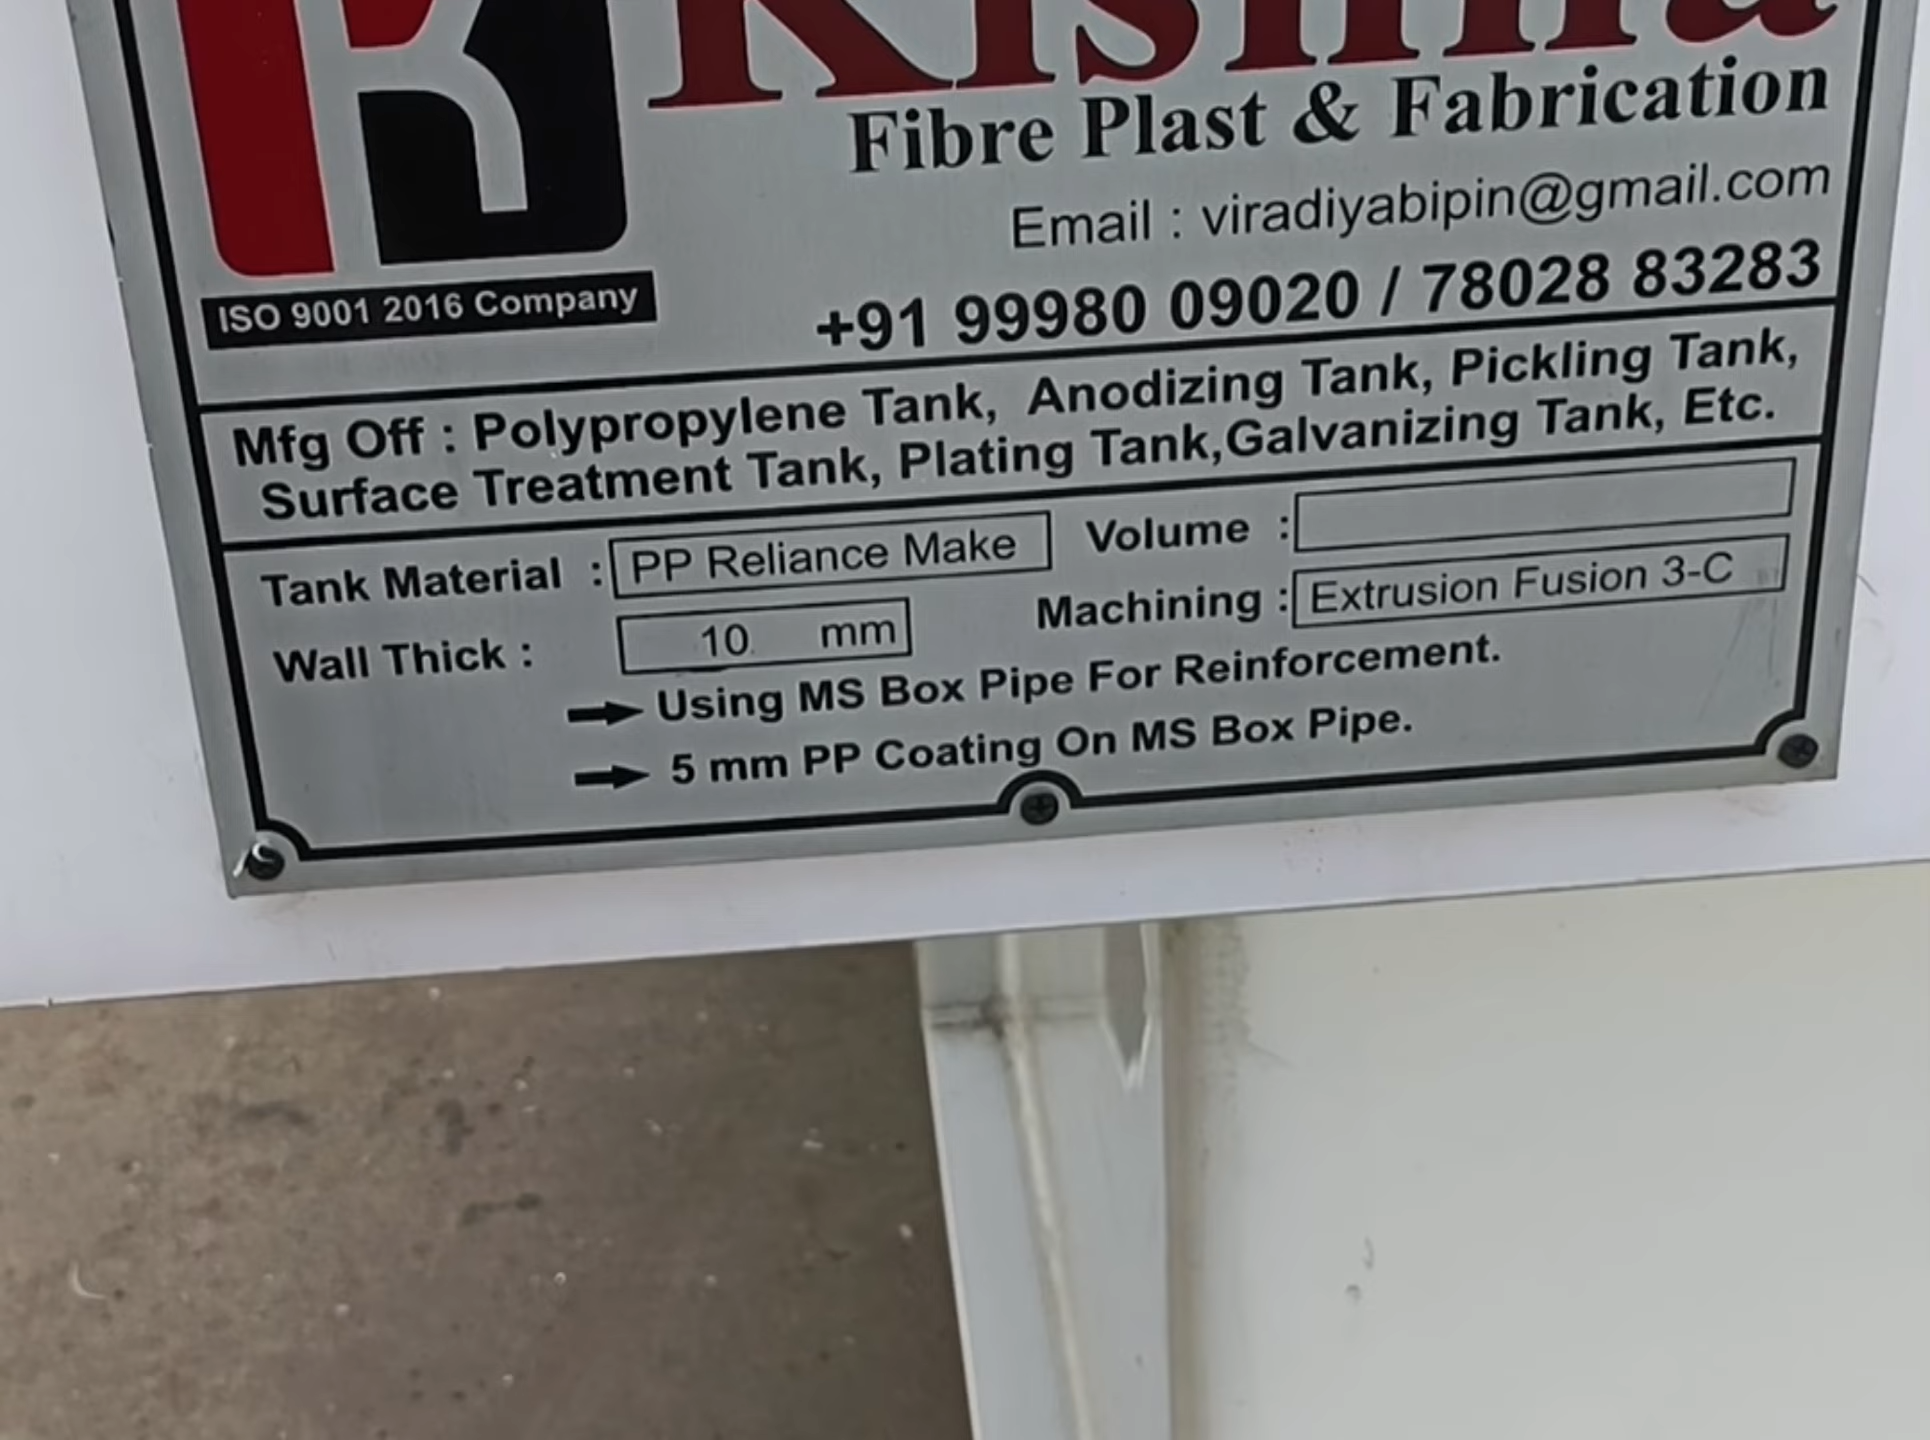 Fibre Plast & Fabrication
Email : viradiyabipin@gmail.com
+91 99980 09020 / 78028 83283
ISO 9001 2016 Company
Mfg Off : Polypropylene Tank, Anodizing Tank, Pickling Tank,
Surface Treatment Tank, Plating Tank,Galvanizing Tank, Etc.
Tank Material : PP Reliance Make Volume :
Wall Thick : 10 mm Machining : Extrusion Fusion 3-C
Using MS Box Pipe For Reinforcement.
5 mm PP Coating On MS Box Pipe.